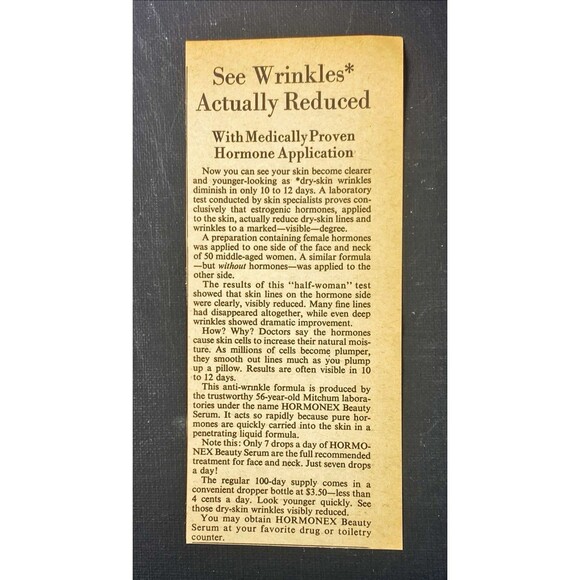 See Wrinkles*
Actually Reduced
With Medically Proven
Hormone Application
Now you can see your skin become clearer
and younger-looking as *dry-skin wrinkles
diminish in only 10 to 12 days. A laboratory
test conducted by skin specialists proves con-
clusively that estrogenic hormones, applied
to the skin, actually reduce dry-skin lines and
wrinkles to a marked—visible—degree.
A preparation containing female hormones
was applied to one side of the face and neck
of 50 middle-aged women. A similar formula
—but without hormones—was applied to the
other side.
The results of this "half-woman" test
showed that skin lines on the hormone side
were clearly, visibly reduced. Many fine lines
had disappeared altogether, while even deep
wrinkles showed dramatic improvement.
How? Why? Doctors say the hormones
cause skin cells to increase their natural mois-
ture. As millions of cells become plumper,
they smooth out lines much as you plump
up a pillow. Results are often visible in 10
to 12 days.
This anti-wrnkle formula is produced by
the trustworthy 56-year-old Mitchum labora-
tories under the name HORMONEX Beauty
Serum. It acts so rapidly because pure hor-
mones are quickly carried into the skin in a
penetrating liquid formula.
Note this: Only 7 drops a day of HORMO-
NEX Beauty Serum are the full recommended
treatment for face and neck. Just seven drops
a day!
The regular 100-day supply comes in a
convenient dropper bottle at $3.50—less than
4 cents a day. Look younger quickly. See
those dry-skin wrinkles visibly reduced.
You may obtain HORMONEX Beauty
Serum at your favorite drug or toiletry
counter.